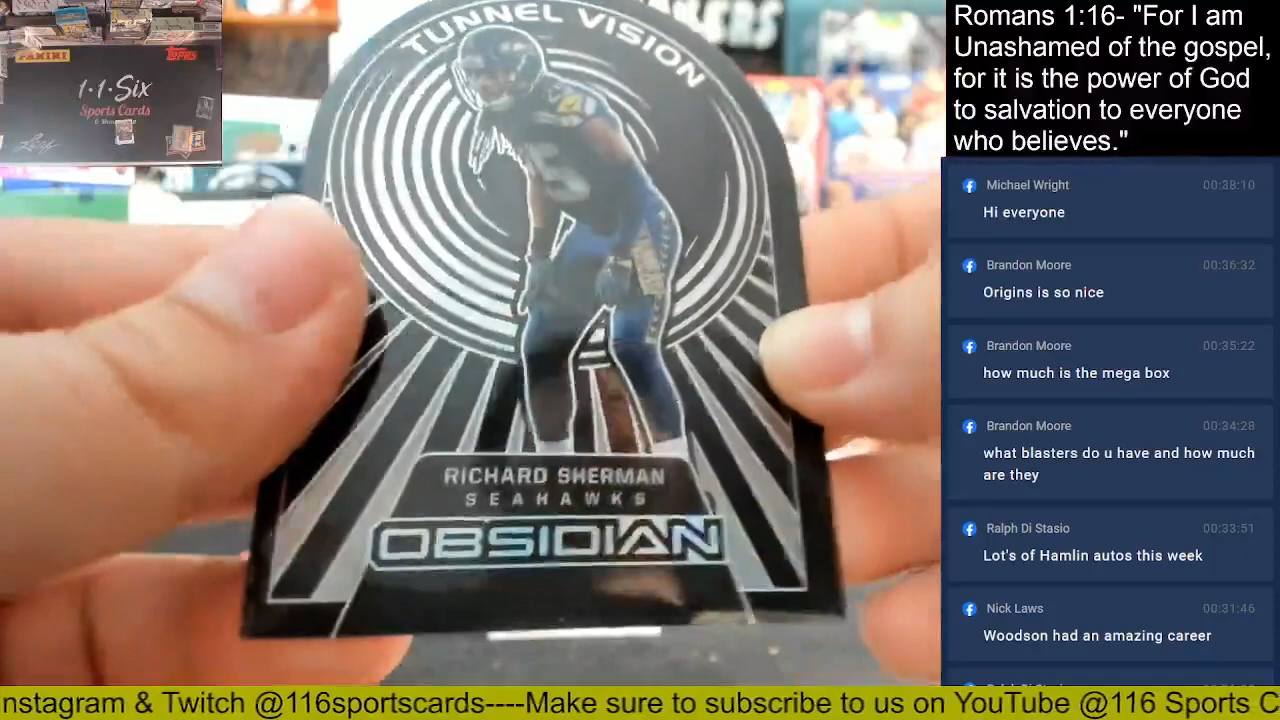 PANINI
TOPPS
1·1·Six
Sports Cards
TUNNEL VISION
RICHARD SHERMAN
SEAHAWKS
OBSIDIAN
Romans 1:16- "For I am
Unashamed of the gospel,
for it is the power of God
to salvation to everyone
who believes."
Michael Wright 00:38:10
Hi everyone
Brandon Moore 00:36:32
Origins is so nice
Brandon Moore 00:35:22
how much is the mega box
Brandon Moore 00:34:28
what blasters do u have and how much
are they
Ralph Di Stasio 00:33:51
Lot's of Hamlin autos this week
Nick Laws 00:31:46
Woodson had an amazing career
nstagram & Twitch @116sportscards----Make sure to subscribe to us on YouTube @116 Sports C